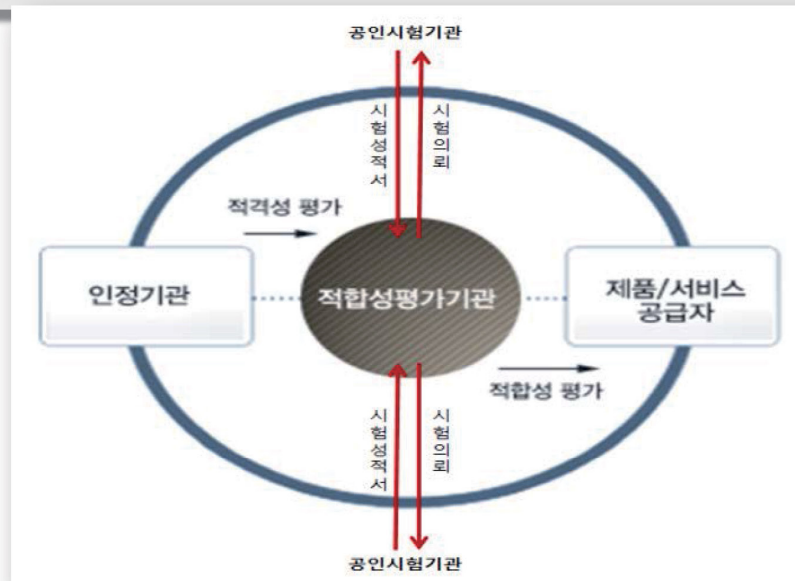 공인시험기관
시험성적서
시험의뢰
적격성 평가
인정기관
적합성평가기관
제품/서비스
공급자
적합성 평가
시험성적서
시험의뢰
공인시험기관